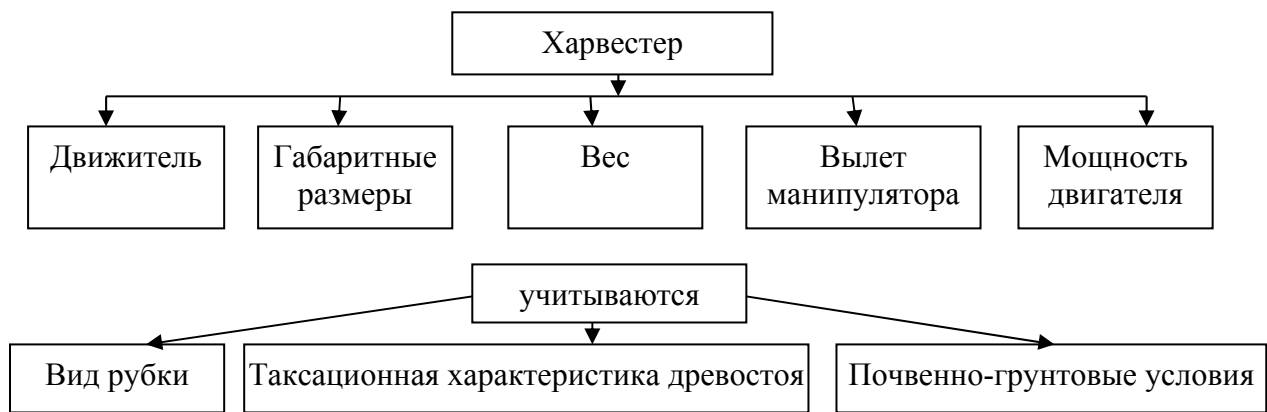 Харвестер
Движитель
Габаритные
размеры
Вес
Вылет
манипулятора
Мощность
двигателя
учитываются
Вид рубки
Таксационная характеристика древостоя
Почвенно-грунтовые условия